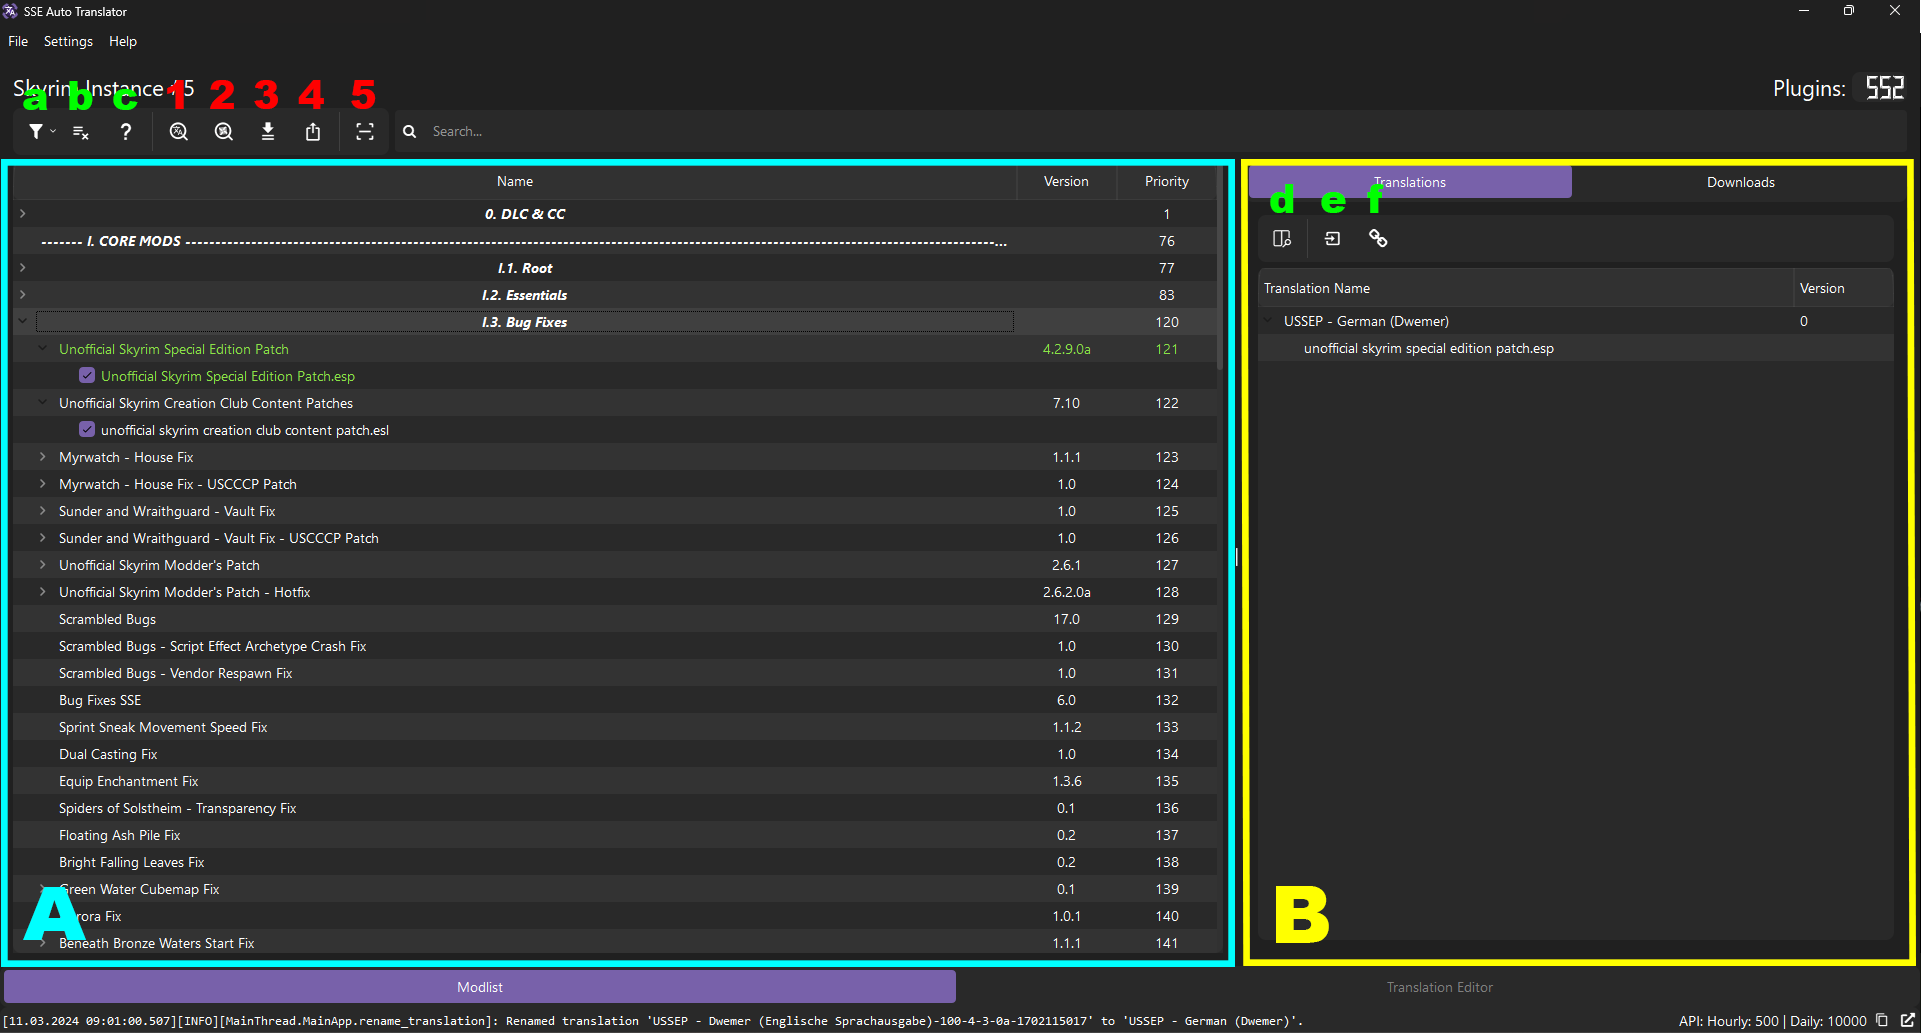 SSE Auto Translator
File Settings Help
Skyrim Instance #5
Plugins: 552
a b c 1 2 3 4 5
?
Search...
Name Version Priority
0. DLC & CC 1
------- I. CORE MODS ---------------------------------------------------------------------------------------------------------------------------------------... 76
I.1. Root 77
I.2. Essentials 83
I.3. Bug Fixes 120
Unofficial Skyrim Special Edition Patch 4.2.9.0a 121
Unofficial Skyrim Special Edition Patch.esp
Unofficial Skyrim Creation Club Content Patches 7.10 122
unofficial skyrim creation club content patch.esl
Myrwatch - House Fix 1.1.1 123
Myrwatch - House Fix - USCCCP Patch 1.0 124
Sunder and Wraithguard - Vault Fix 1.0 125
Sunder and Wraithguard - Vault Fix - USCCCP Patch 1.0 126
Unofficial Skyrim Modder's Patch 2.6.1 127
Unofficial Skyrim Modder's Patch - Hotfix 2.6.2.0a 128
Scrambled Bugs 17.0 129
Scrambled Bugs - Script Effect Archetype Crash Fix 1.0 130
Scrambled Bugs - Vendor Respawn Fix 1.0 131
Bug Fixes SSE 6.0 132
Sprint Sneak Movement Speed Fix 1.1.2 133
Dual Casting Fix 1.0 134
Equip Enchantment Fix 1.3.6 135
Spiders of Solstheim - Transparency Fix 0.1 136
Floating Ash Pile Fix 0.2 137
Bright Falling Leaves Fix 0.2 138
Green Water Cubemap Fix 0.1 139
rora Fix 1.0.1 140
Beneath Bronze Waters Start Fix 1.1.1 141
A
Translations Downloads
d e f
Translation Name Version
USSEP - German (Dwemer) 0
unofficial skyrim special edition patch.esp
B
Modlist Translation Editor
[11.03.2024 09:01:00.507][INFO][MainThread.MainApp.rename_translation]: Renamed translation 'USSEP - Dwemer (Englische Sprachausgabe)-100-4-3-0a-1702115017' to 'USSEP - German (Dwemer)'.
API: Hourly: 500 | Daily: 10000